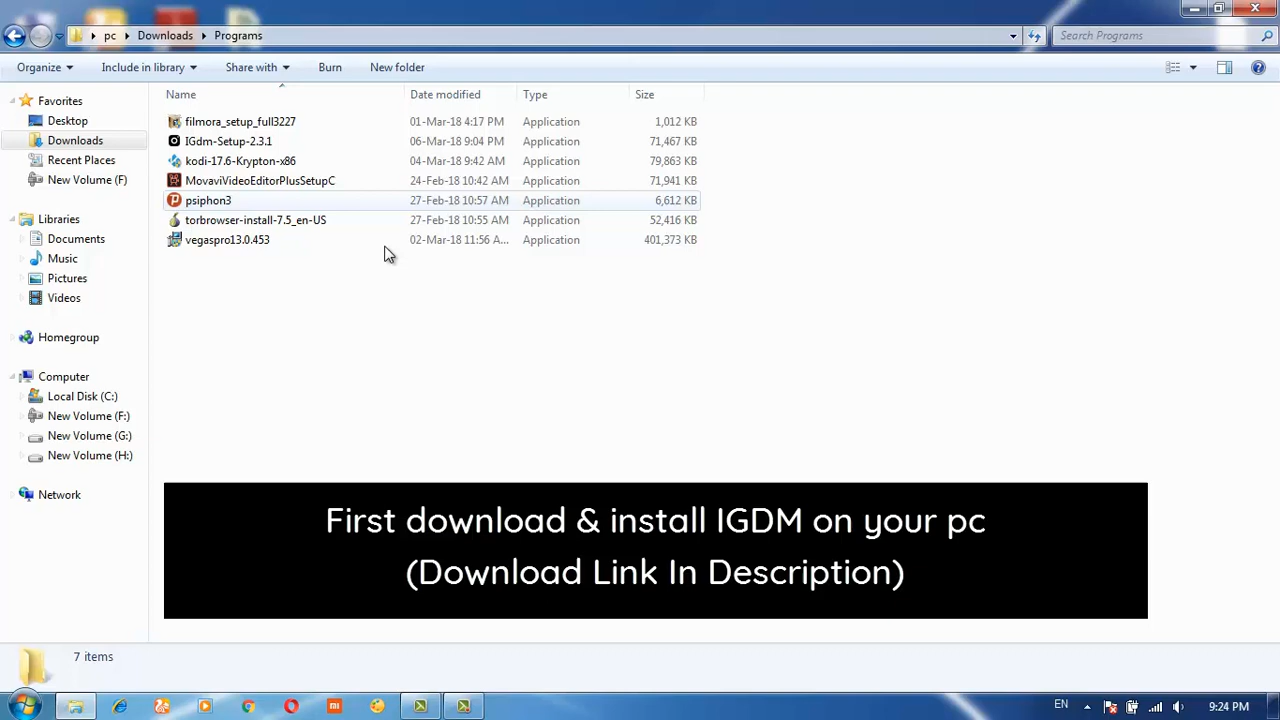 pc Downloads Programs
Search Programs
Organize Include in library Share with Burn New folder
Name Date modified Type Size
Favorites
Desktop
Downloads
Recent Places
New Volume (F)
Libraries
Documents
Music
Pictures
Videos
Homegroup
Computer
Local Disk (C:)
New Volume (F:)
New Volume (G:)
New Volume (H:)
Network
filmora_setup_full3227 01-Mar-18 4:17 PM Application 1,012 KB
IGdm-Setup-2.3.1 06-Mar-18 9:04 PM Application 71,467 KB
kodi-17.6-Krypton-x86 04-Mar-18 9:42 AM Application 79,863 KB
MovaviVideoEditorPlusSetupC 24-Feb-18 10:42 AM Application 71,941 KB
psiphon3 27-Feb-18 10:57 AM Application 6,612 KB
torbrowser-install-7.5_en-US 27-Feb-18 10:55 AM Application 52,416 KB
vegaspro13.0.453 02-Mar-18 11:56 A... Application 401,373 KB
First download & install IGDM on your pc
(Download Link In Description)
7 items
EN 9:24 PM